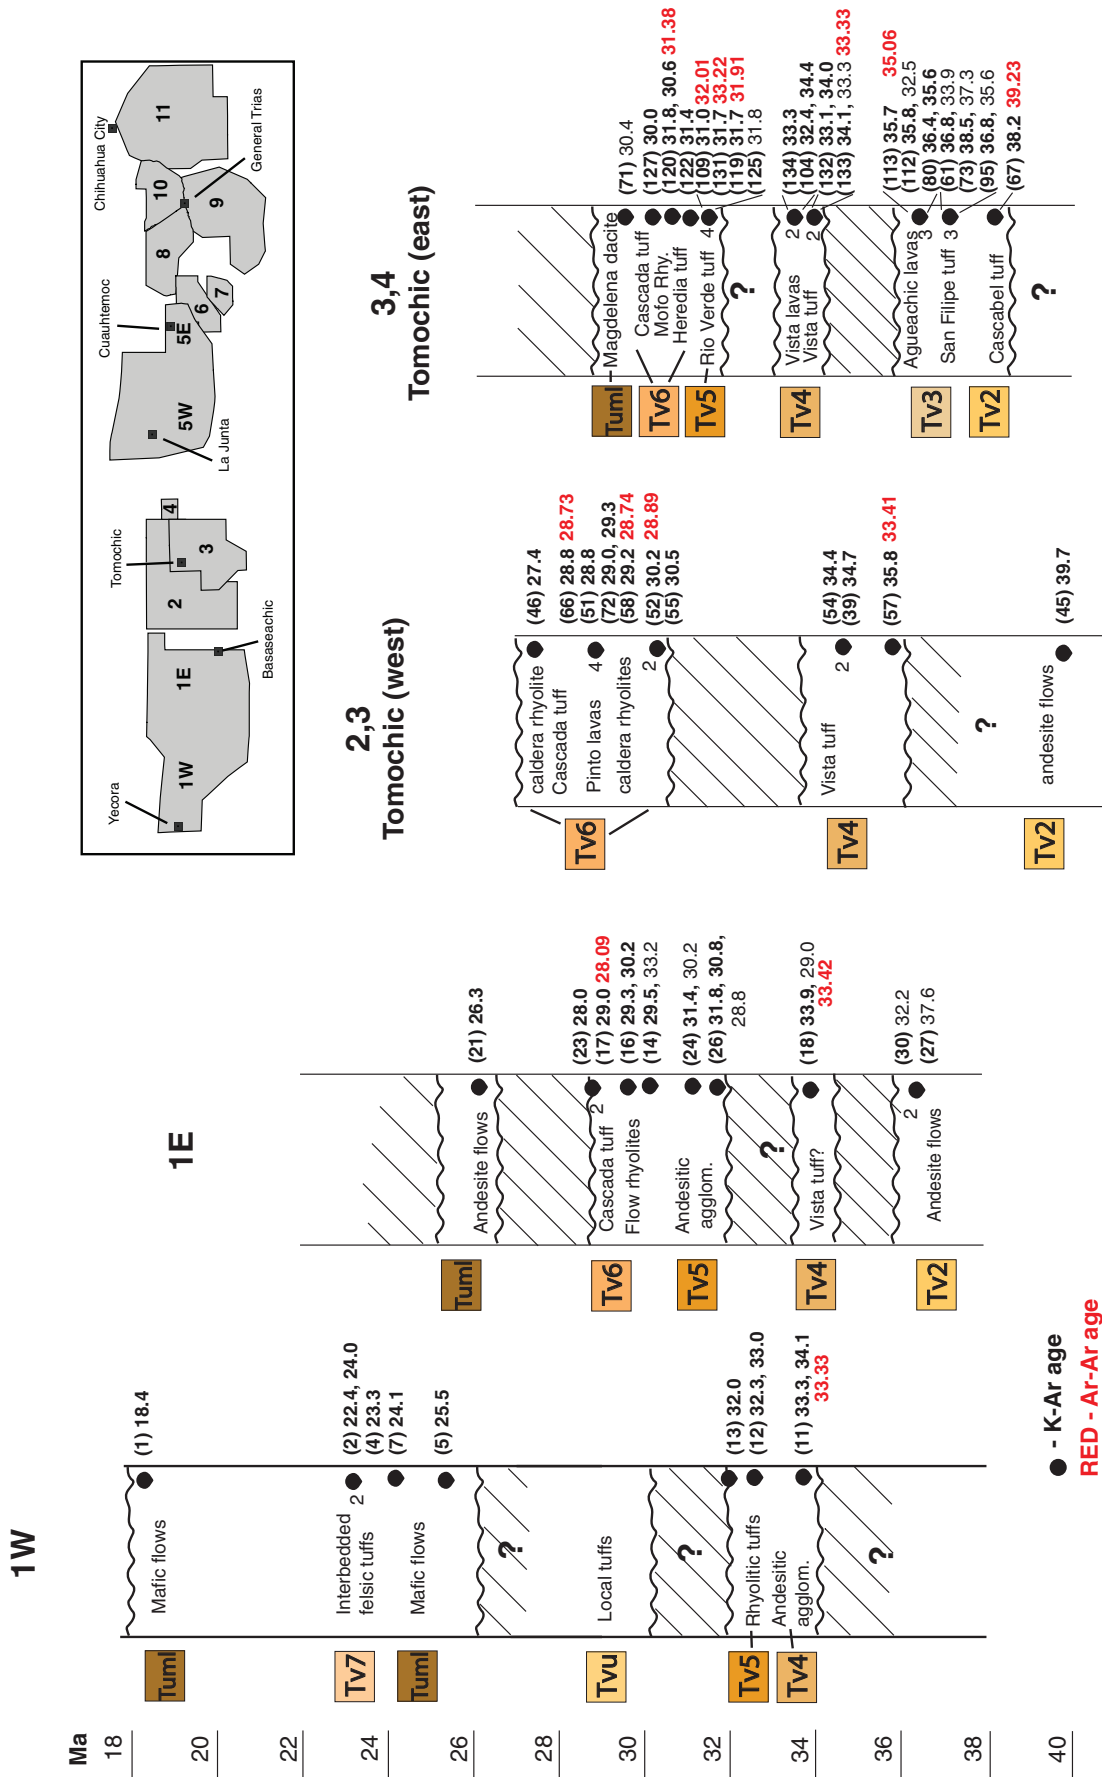 Ma
18
20
22
24
26
28
30
32
34
36
38
40
1W
Tuml
Tv7
Tuml
Tvu
Tv5
Tv4
Mafic flows
Interbedded
felsic tuffs
Mafic flows
?
Local tuffs
?
Rhyolitic tuffs
Andesitic
agglom.
?
2
(1) 18.4
(2) 22.4, 24.0
(4) 23.3
(7) 24.1
(5) 25.5
(13) 32.0
(12) 32.3, 33.0
(11) 33.3, 34.1
33.33
- K-Ar age
RED - Ar-Ar age
1E
Tuml
Tv6
Tv5
Tv4
Tv2
Andesite flows
Cascada tuff
Flow rhyolites
Andesitic
agglom.
?
Vista tuff?
Andesite flows
2
2
(21) 26.3
(23) 28.0
(17) 29.0 28.09
(16) 29.3, 30.2
(14) 29.5, 33.2
(24) 31.4, 30.2
(26) 31.8, 30.8,
28.8
(18) 33.9, 29.0
33.42
(30) 32.2
(27) 37.6
2,3
Tomochic (west)
Tv6
Tv4
Tv2
caldera rhyolite
Cascada tuff
Pinto lavas
caldera rhyolites
Vista tuff
?
andesite flows
4
2
2
(46) 27.4
(66) 28.8 28.73
(51) 28.8
(72) 29.0, 29.3
(58) 29.2 28.74
(52) 30.2 28.89
(55) 30.5
(54) 34.4
(39) 34.7
(57) 35.8 33.41
(45) 39.7
3,4
Tomochic (east)
Tuml
Tv6
Tv5
Tv4
Tv3
Tv2
Magdelena dacite
Cascada tuff
Mofo Rhy.
Heredia tuff
Rio Verde tuff
?
Vista lavas
Vista tuff
Agueachic lavas
San Filipe tuff
Cascabel tuff
?
4
2
2
3
3
(71) 30.4
(127) 30.0
(120) 31.8, 30.6 31.38
(122) 31.4
(109) 31.0 32.01
(131) 31.7 33.22
(119) 31.7 31.91
(125) 31.8
(134) 33.3
(104) 32.4, 34.4
(132) 33.1, 34.0
(133) 34.1, 33.3 33.33
(113) 35.7 35.06
(112) 35.8, 32.5
(80) 36.4, 35.6
(61) 36.8, 33.9
(73) 38.5, 37.3
(95) 36.8, 35.6
(67) 38.2 39.23
Yecora
1W
1E
Basaseachic
2
Tomochic
3
4
La Junta
5W
5E
Cuauhtemoc
6
7
8
9
10
General Trias
Chihuahua City
11